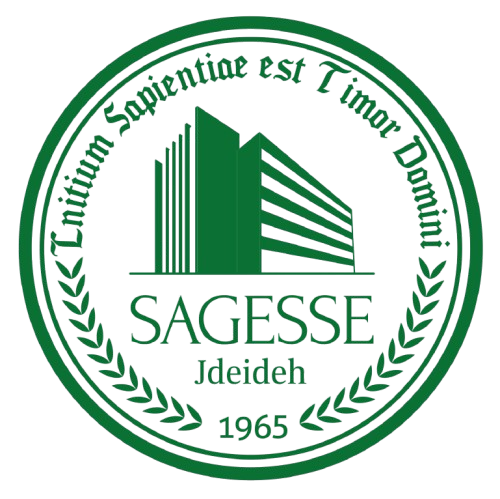 Initium Sapientiae est Timor Domini
SAGESSE
Jdeideh
1965